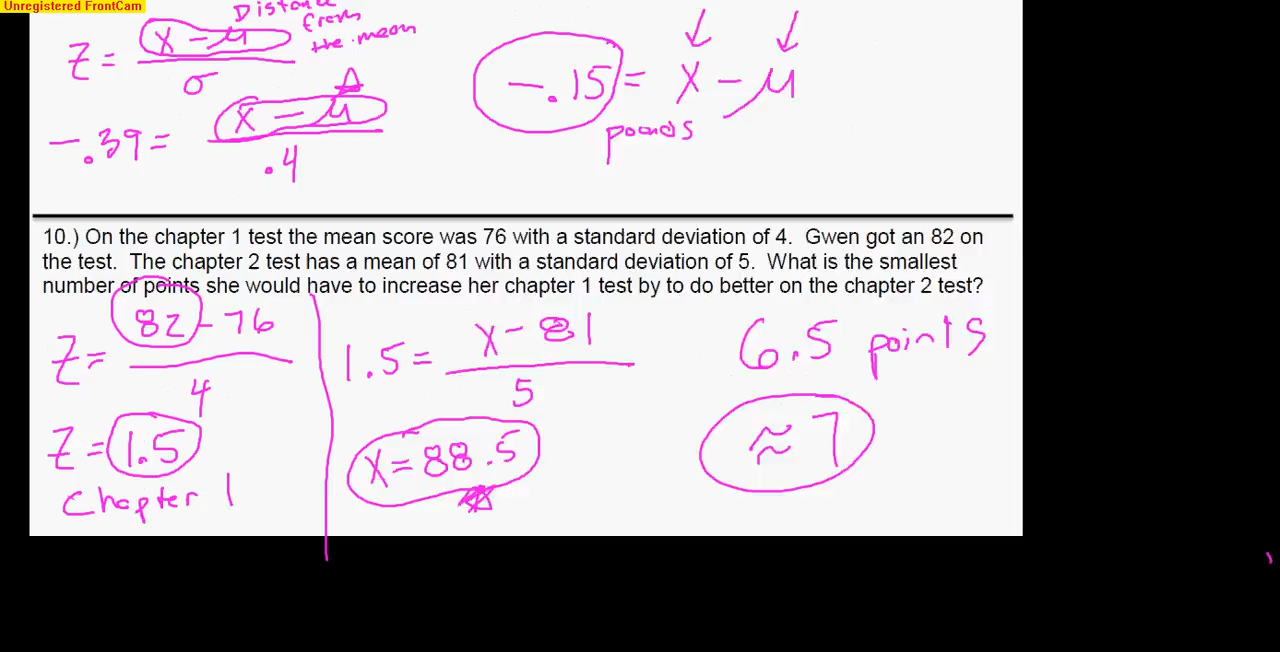 Unregistered FrontCam
Distance
from
the mean
Z = x - μ
σ
-.39 = x - μ
.4
-.15 = x - μ
pounds
10.) On the chapter 1 test the mean score was 76 with a standard deviation of 4. Gwen got an 82 on
the test. The chapter 2 test has a mean of 81 with a standard deviation of 5. What is the smallest
number of points she would have to increase her chapter 1 test by to do better on the chapter 2 test?
Z = 82 - 76
4
Z = 1.5
Chapter 1
1.5 = x - 81
5
x = 88.5
6.5 points
≈ 7